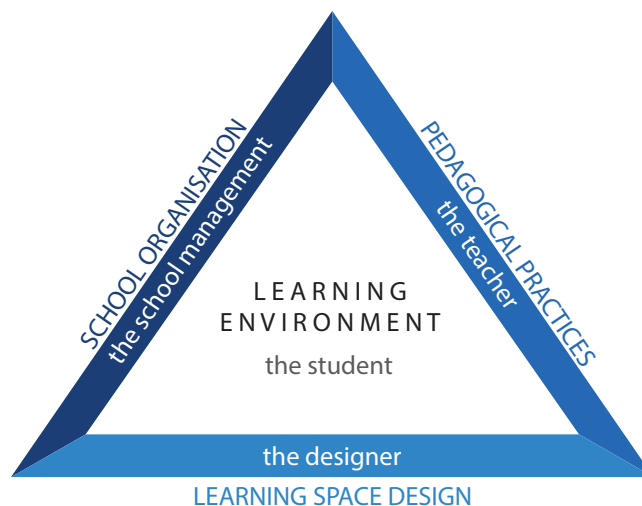 SCHOOL ORGANISATION
the school management
PEDAGOGICAL PRACTICES
the teacher
LEARNING
ENVIRONMENT
the student
the designer
LEARNING SPACE DESIGN